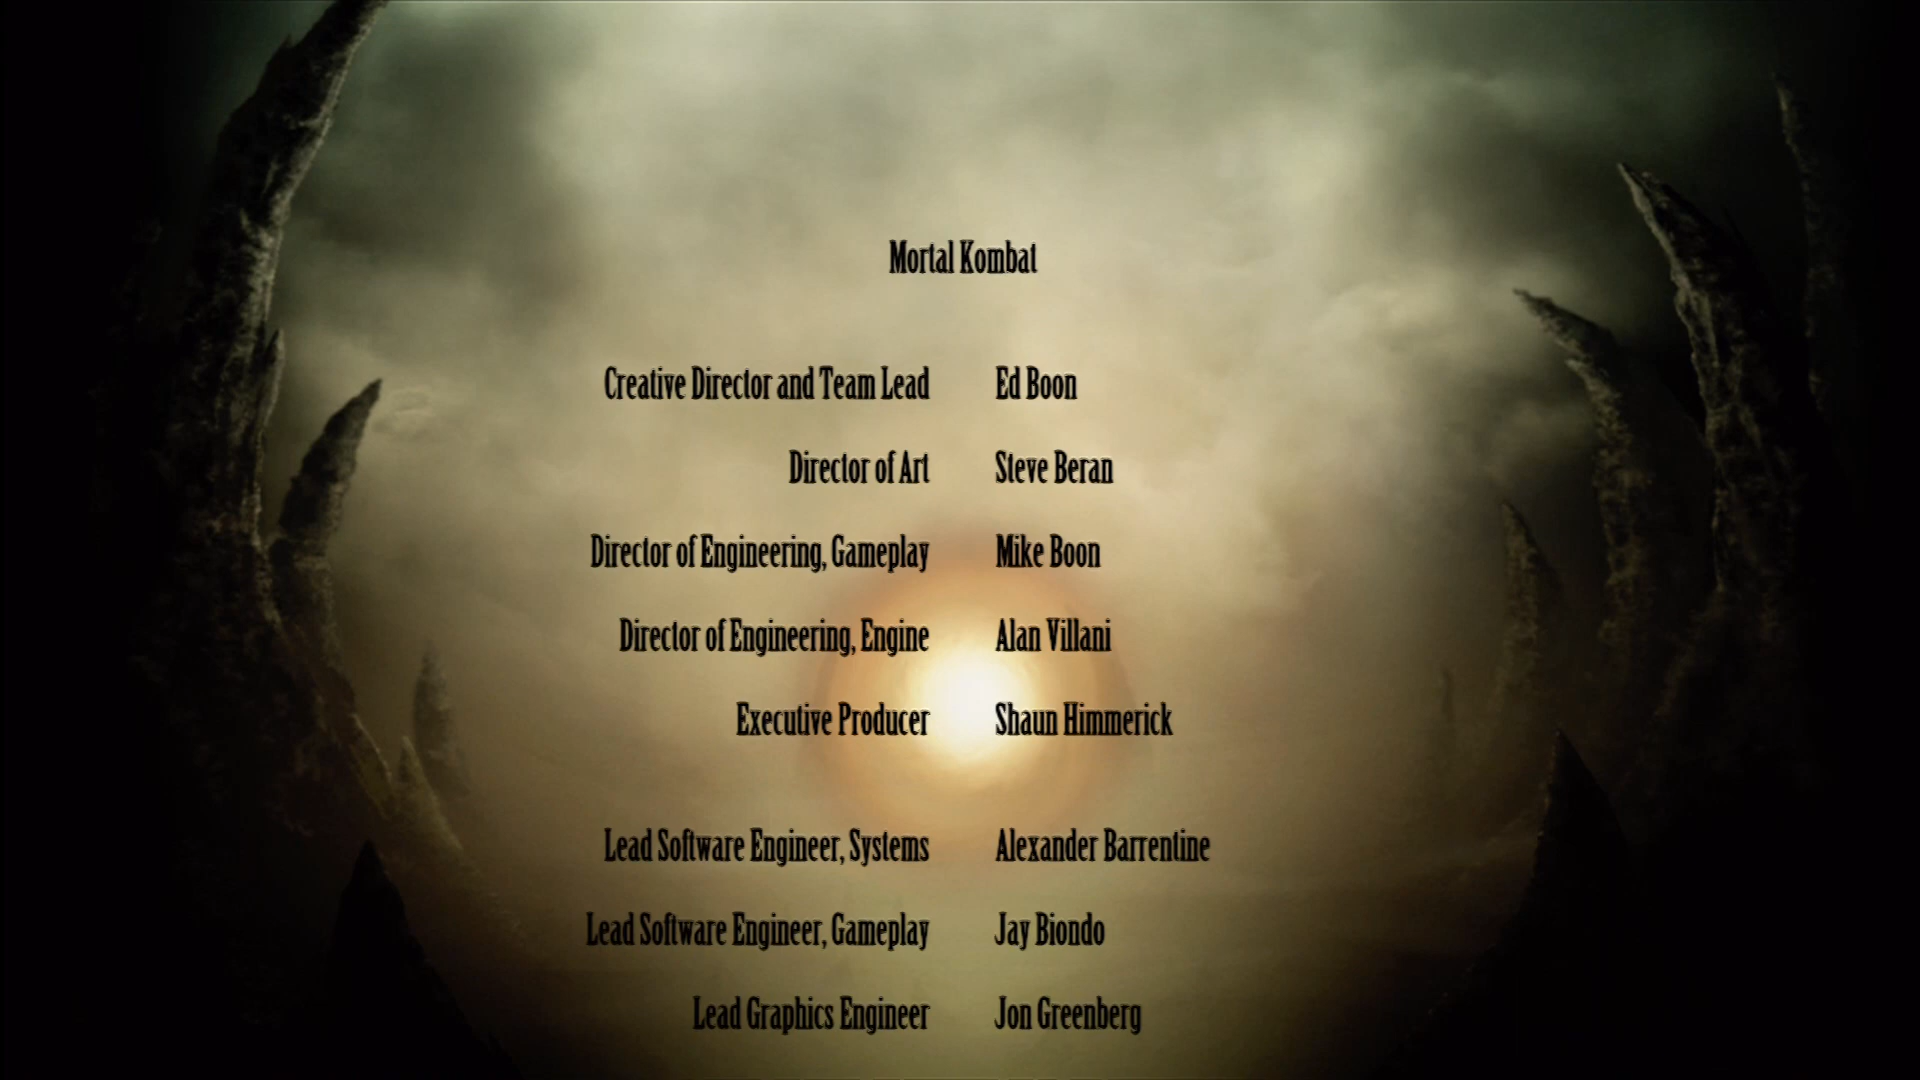 Mortal Kombat
Creative Director and Team Lead Ed Boon
Director of Art Steve Beran
Director of Engineering, Gameplay Mike Boon
Director of Engineering, Engine Alan Villani
Executive Producer Shaun Himmerick
Lead Software Engineer, Systems Alexander Barrentine
Lead Software Engineer, Gameplay Jay Biondo
Lead Graphics Engineer Jon Greenberg